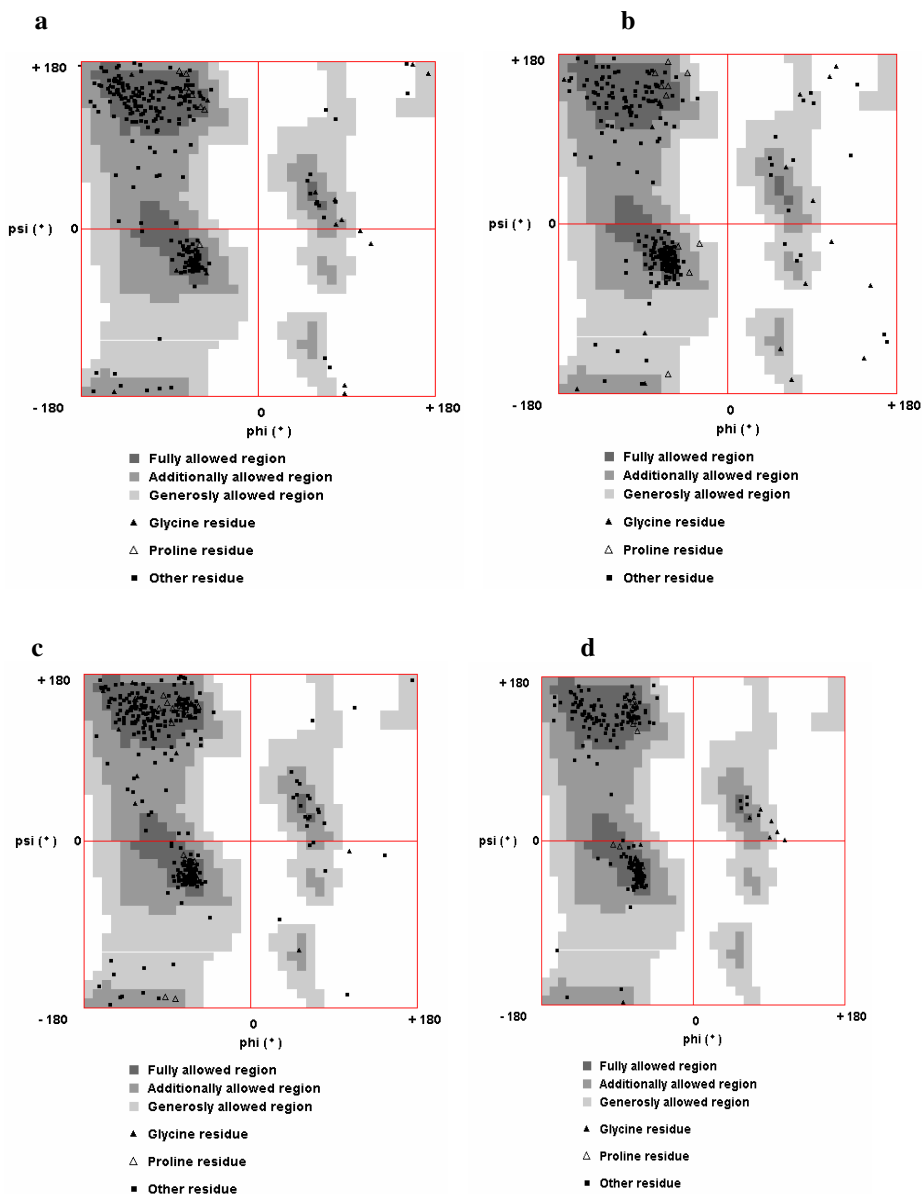 a
+ 180
psi (°)
0
- 180
0
+ 180
phi (°)
Fully allowed region
Additionally allowed region
Generosly allowed region
Glycine residue
Proline residue
Other residue
b
+ 180
psi (°)
0
- 180
0
+ 180
phi (°)
Fully allowed region
Additionally allowed region
Generosly allowed region
Glycine residue
Proline residue
Other residue
c
+ 180
psi (°)
0
- 180
0
+ 180
phi (°)
Fully allowed region
Additionally allowed region
Generosly allowed region
Glycine residue
Proline residue
Other residue
d
+ 180
psi (°)
0
- 180
0
+ 180
phi (°)
Fully allowed region
Additionally allowed region
Generosly allowed region
Glycine residue
Proline residue
Other residue